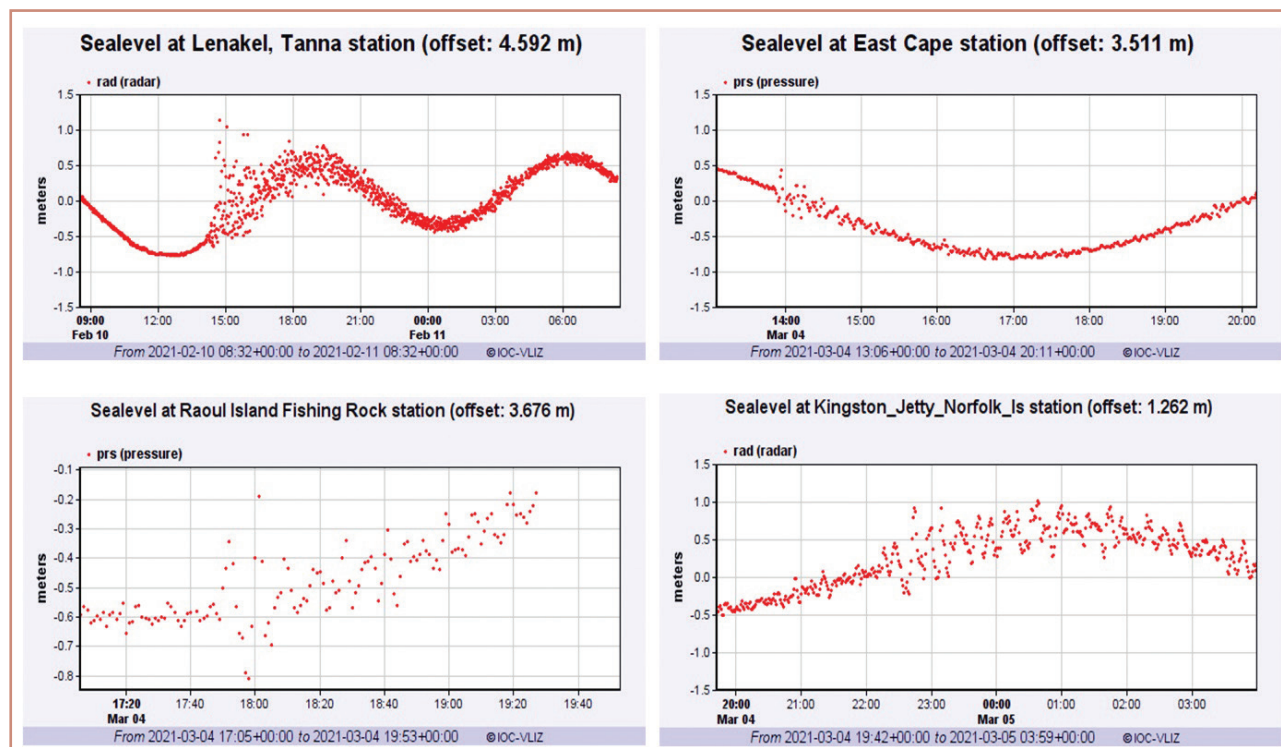 Sealevel at Lenakel, Tanna station (offset: 4.592 m)
rad (radar)
meters
1.5
1.0
0.5
0.0
-0.5
-1.0
-1.5
09:00 12:00 15:00 18:00 21:00 00:00 03:00 06:00
Feb 10 Feb 11
From 2021-02-10 08:32+00:00 to 2021-02-11 08:32+00:00 ©IOC-VLIZ
Sealevel at East Cape station (offset: 3.511 m)
prs (pressure)
meters
1.5
1.0
0.5
0.0
-0.5
-1.0
-1.5
14:00 15:00 16:00 17:00 18:00 19:00 20:00
Mar 04
From 2021-03-04 13:06+00:00 to 2021-03-04 20:11+00:00 ©IOC-VLIZ
Sealevel at Raoul Island Fishing Rock station (offset: 3.676 m)
prs (pressure)
meters
-0.1
-0.2
-0.3
-0.4
-0.5
-0.6
-0.7
-0.8
17:20 17:40 18:00 18:20 18:40 19:00 19:20 19:40
Mar 04
From 2021-03-04 17:05+00:00 to 2021-03-04 19:53+00:00 ©IOC-VLIZ
Sealevel at Kingston_Jetty_Norfolk_Is station (offset: 1.262 m)
rad (radar)
meters
1.5
1.0
0.5
0.0
-0.5
-1.0
-1.5
20:00 21:00 22:00 23:00 00:00 01:00 02:00 03:00
Mar 04 Mar 05
From 2021-03-04 19:42+00:00 to 2021-03-05 03:59+00:00 ©IOC-VLIZ